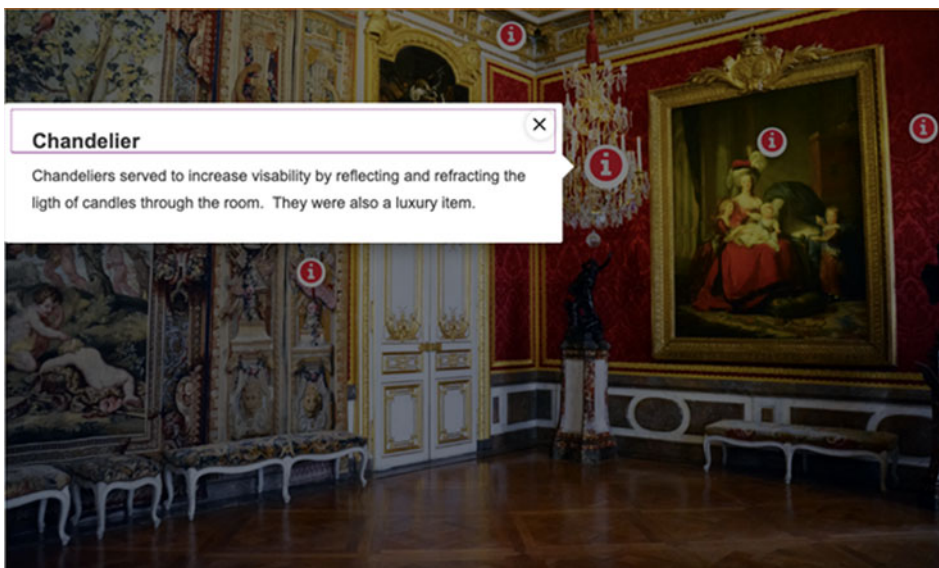 Chandelier
Chandeliers served to increase visability by reflecting and refracting the
ligth of candles through the room.  They were also a luxury item.